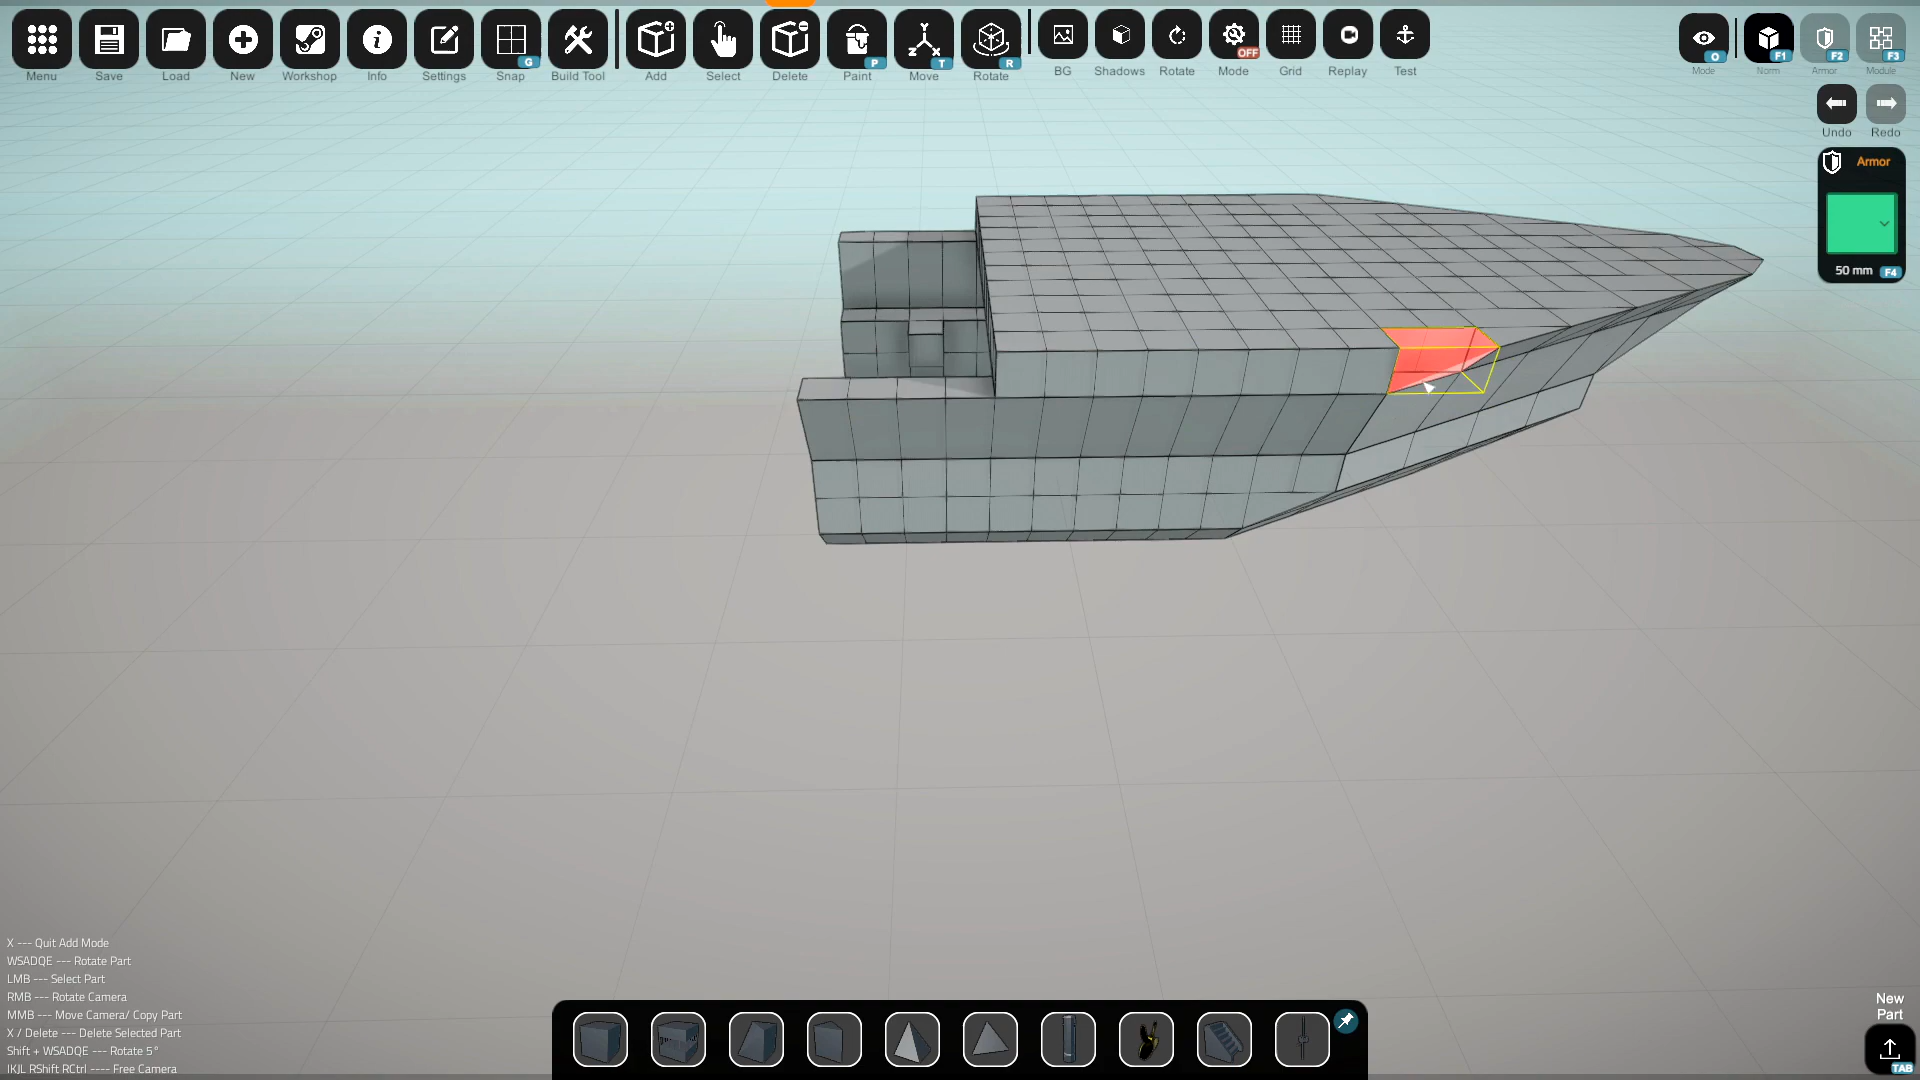 Menu Save Load New Workshop Info Settings Snap G Build Tool Add Select Delete Paint P Move T Rotate R BG Shadows Rotate Mode OFF Grid Replay Test Mode O Norm F1 Armor F2 Module F3
Undo Redo
Armor
50 mm F4
X --- Quit Add Mode
WSADQE --- Rotate Part
LMB --- Select Part
RMB --- Rotate Camera
MMB --- Move Camera/ Copy Part
X / Delete --- Delete Selected Part
Shift + WSADQE --- Rotate 5°
IKJL RShift RCtrl ---- Free Camera
New
Part
TAB